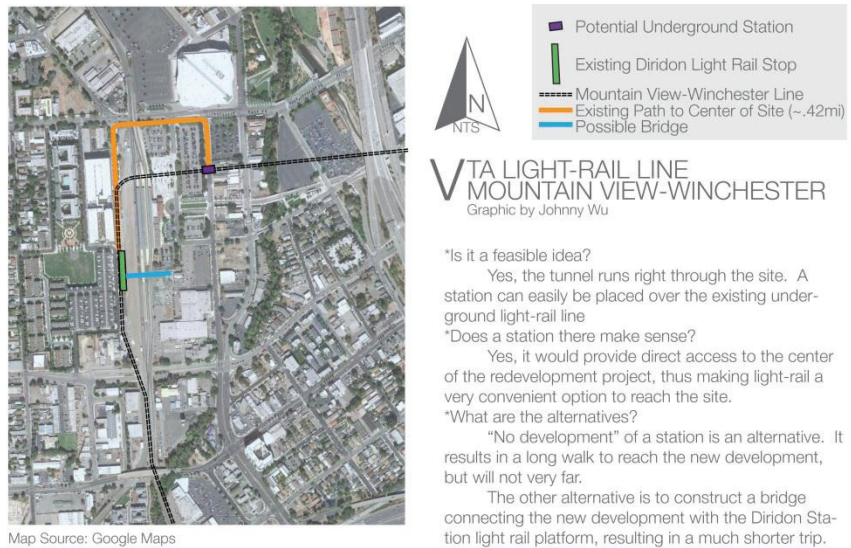 Potential Underground Station
Existing Diridon Light Rail Stop
Mountain View-Winchester Line
Existing Path to Center of Site (~.42mi)
Possible Bridge
N
NTS
VTA LIGHT-RAIL LINE
MOUNTAIN VIEW-WINCHESTER
Graphic by Johnny Wu
*Is it a feasible idea?
Yes, the tunnel runs right through the site. A
station can easily be placed over the existing under-
ground light-rail line
*Does a station there make sense?
Yes, it would provide direct access to the center
of the redevelopment project, thus making light-rail a
very convenient option to reach the site.
*What are the alternatives?
“No development” of a station is an alternative. It
results in a long walk to reach the new development,
but will not very far.
The other alternative is to construct a bridge
connecting the new development with the Diridon Sta-
tion light rail platform, resulting in a much shorter trip.
Map Source: Google Maps